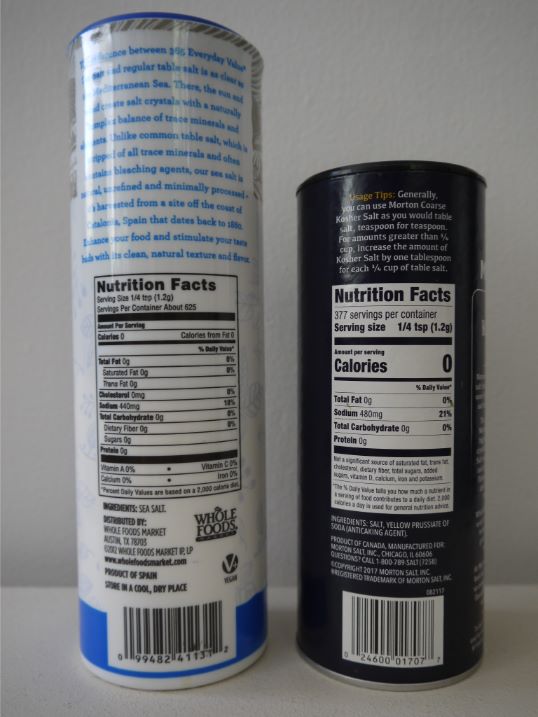 between 365 Everyday Value®
and regular table salt is as clear as
Mediterranean Sea. There, the sun and
create salt crystals with a naturally
balance of trace minerals and
Unlike common table salt, which is
stripped of all trace minerals and often
contains bleaching agents, our sea salt is
natural, unrefined and minimally processed -
harvested from a site off the coast of
Catalonia, Spain that dates back to 1880.
Enhance your food and stimulate your taste
buds with its clean, natural texture and flavor.
Nutrition Facts
Serving Size 1/4 tsp (1.2g)
Servings Per Container About 625
Amount Per Serving
Calories 0 Calories from Fat 0
% Daily Value*
Total Fat 0g 0%
Saturated Fat 0g 0%
Trans Fat 0g
Cholesterol 0mg 0%
Sodium 440mg 18%
Total Carbohydrate 0g 0%
Dietary Fiber 0g 0%
Sugars 0g
Protein 0g
Vitamin A 0% • Vitamin C 0%
Calcium 0% • Iron 0%
*Percent Daily Values are based on a 2,000 calorie diet.
INGREDIENTS: SEA SALT.
DISTRIBUTED BY:
WHOLE FOODS MARKET
AUSTIN, TX 78703
©2012 WHOLE FOODS MARKET IP, LP
www.wholefoodsmarket.com
PRODUCT OF SPAIN
STORE IN A COOL, DRY PLACE
WHOLE
FOODS
MARKET
V
VEGAN
0 99482 41131 2
Usage Tips: Generally,
you can use Morton Coarse
Kosher Salt as you would table
salt, teaspoon for teaspoon.
For amounts greater than ¼
cup, increase the amount of
Kosher Salt by one tablespoon
for each ¼ cup of table salt.
Nutrition Facts
377 servings per container
Serving size 1/4 tsp (1.2g)
Amount per serving
Calories 0
% Daily Value*
Total Fat 0g 0%
Sodium 480mg 21%
Total Carbohydrate 0g 0%
Protein 0g
Not a significant source of saturated fat, trans fat,
cholesterol, dietary fiber, total sugars, added
sugars, vitamin D, calcium, iron and potassium
*The % Daily Value tells you how much a nutrient in
a serving of food contributes to a daily diet. 2,000
calories a day is used for general nutrition advice.
INGREDIENTS: SALT, YELLOW PRUSSIATE OF
SODA (ANTICAKING AGENT).
PRODUCT OF CANADA, MANUFACTURED FOR:
MORTON SALT, INC., CHICAGO, IL 60606
QUESTIONS? CALL 1-800-789-SALT (7258)
©COPYRIGHT 2017 MORTON SALT, INC.
®REGISTERED TRADEMARK OF MORTON SALT, INC.
082117
0 24600 01707 7